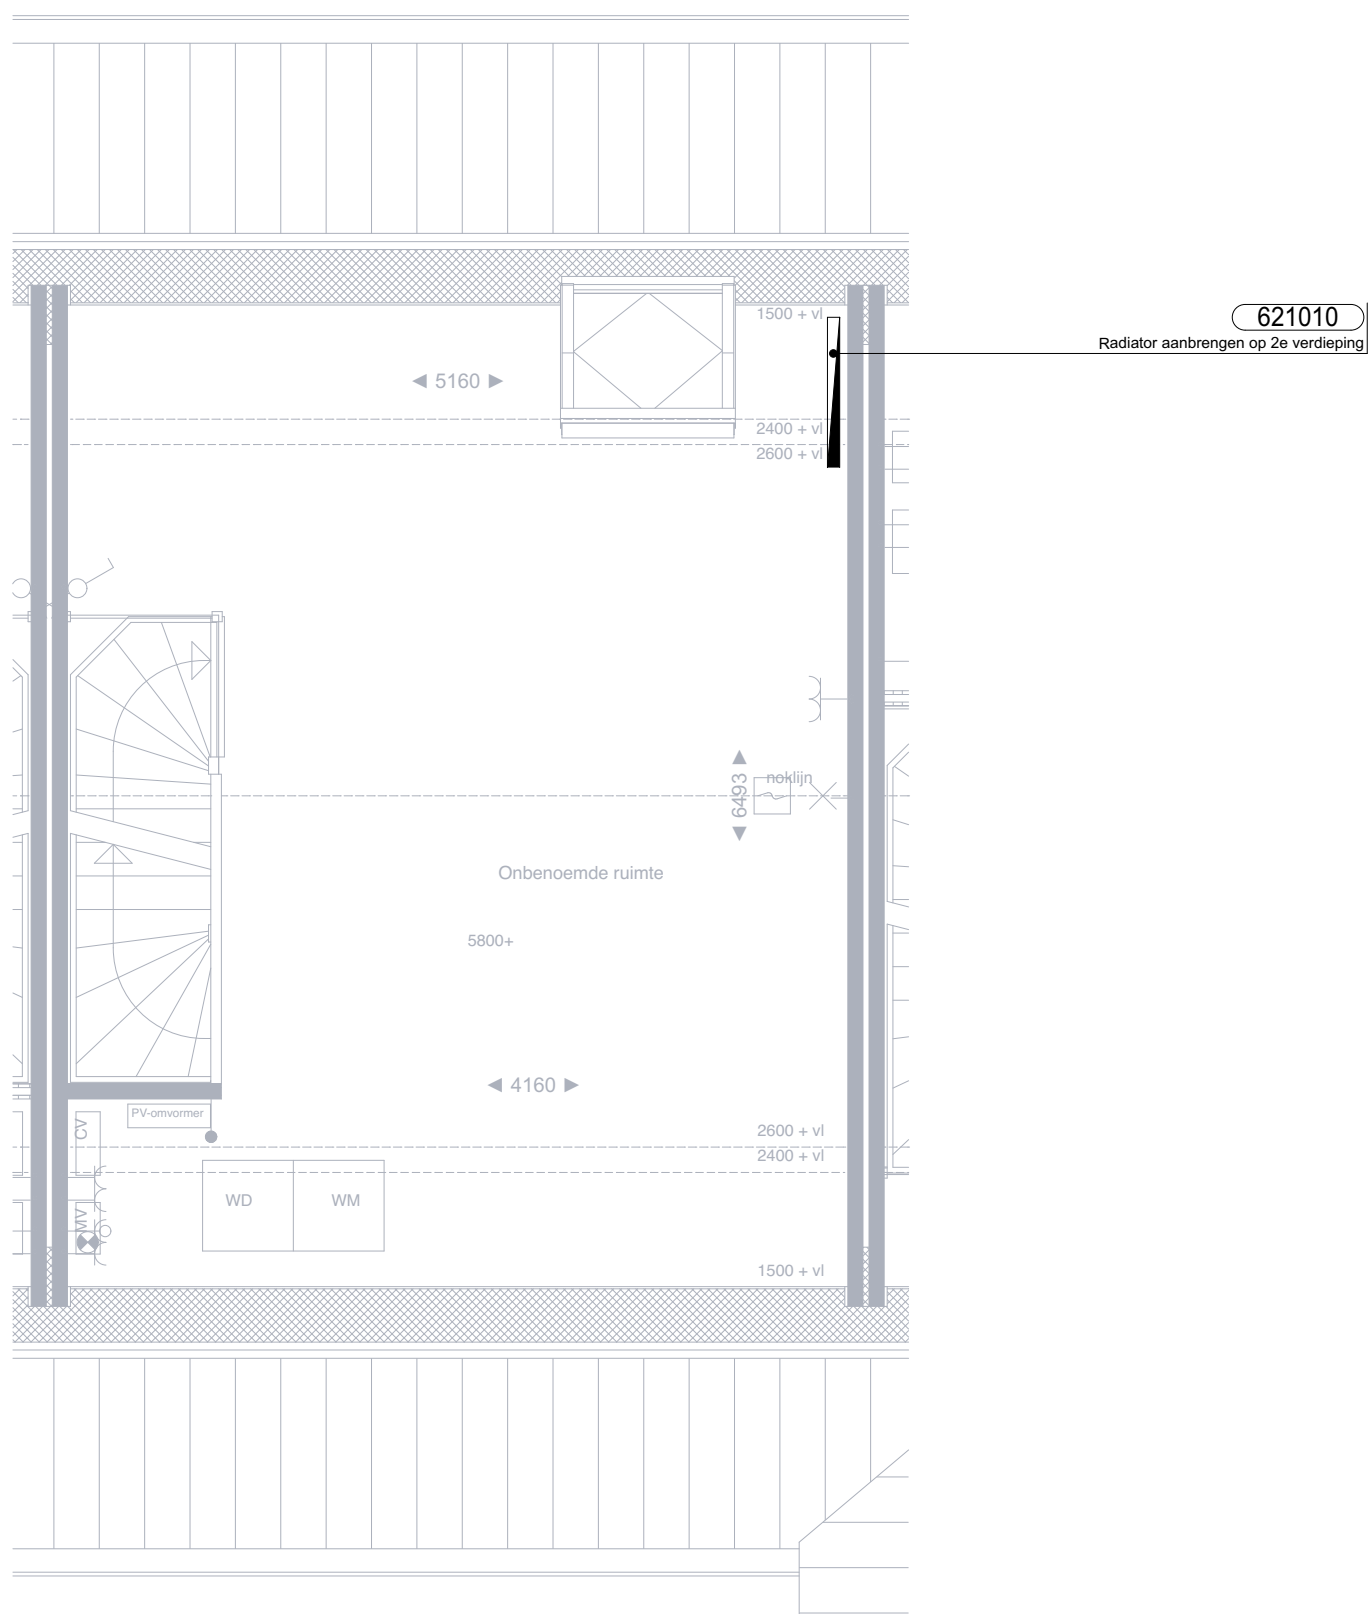 1500 + vl
621010
Radiator aanbrengen op 2e verdieping
5160
2400 + vl
2600 + vl
noklijn
6493
Onbenoemde ruimte
5800+
4160
PV-omvormer
CV
2600 + vl
2400 + vl
WD
WM
MV
1500 + vl